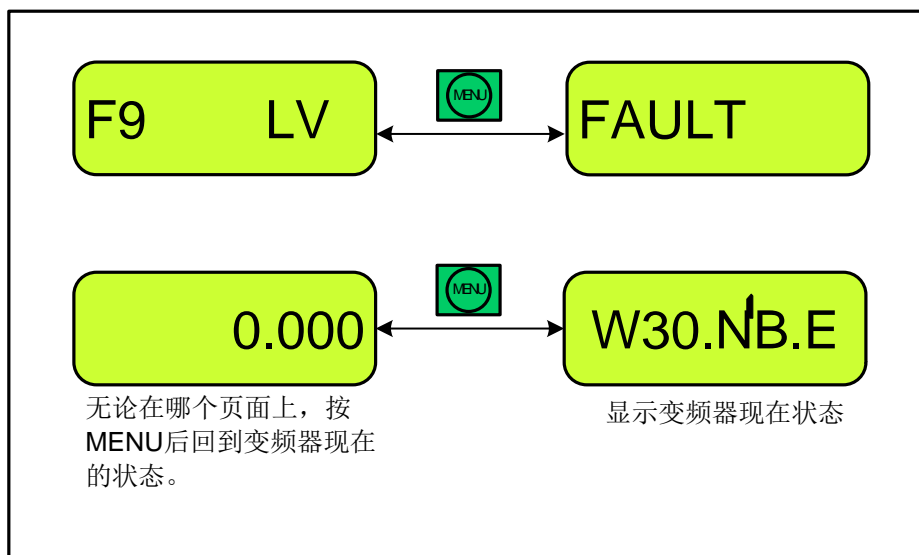 F9 LV
MENU
FAULT
0.000
MENU
W30.NB.E
无论在哪个页面上，按
MENU后回到变频器现在
的状态。
显示变频器现在状态